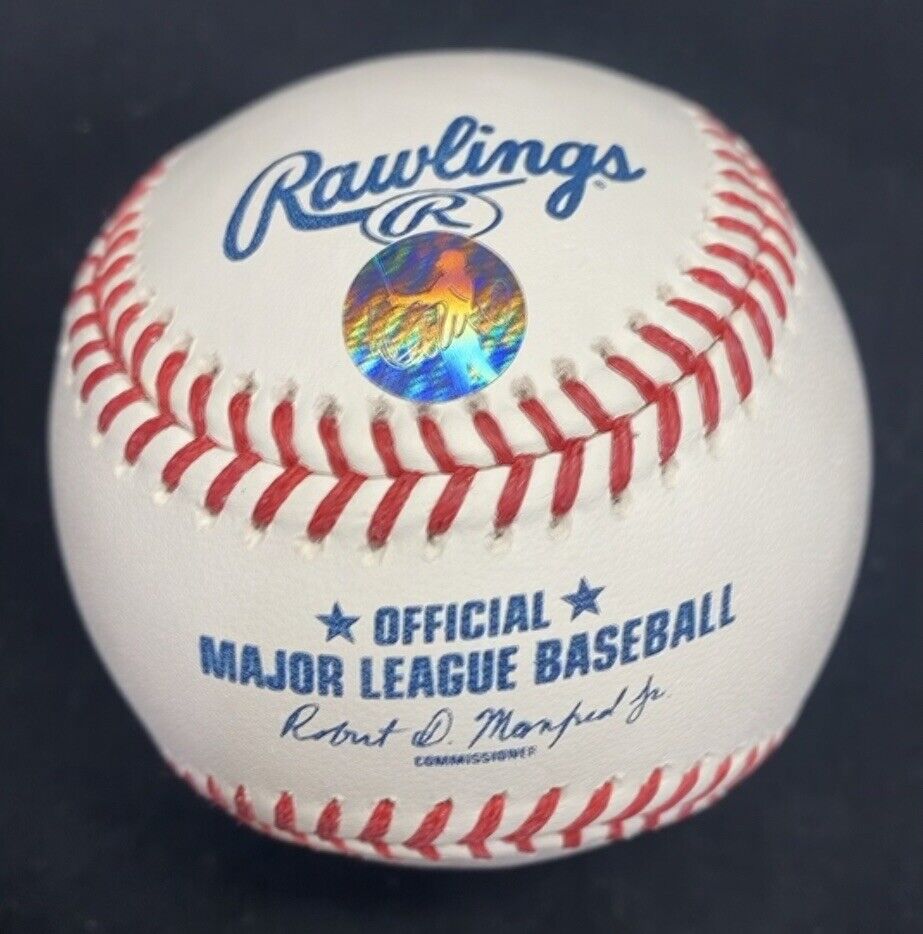 Rawlings
R
★ OFFICIAL ★
MAJOR LEAGUE BASEBALL
Robert D. Manfred Jr.
COMMISSIONER